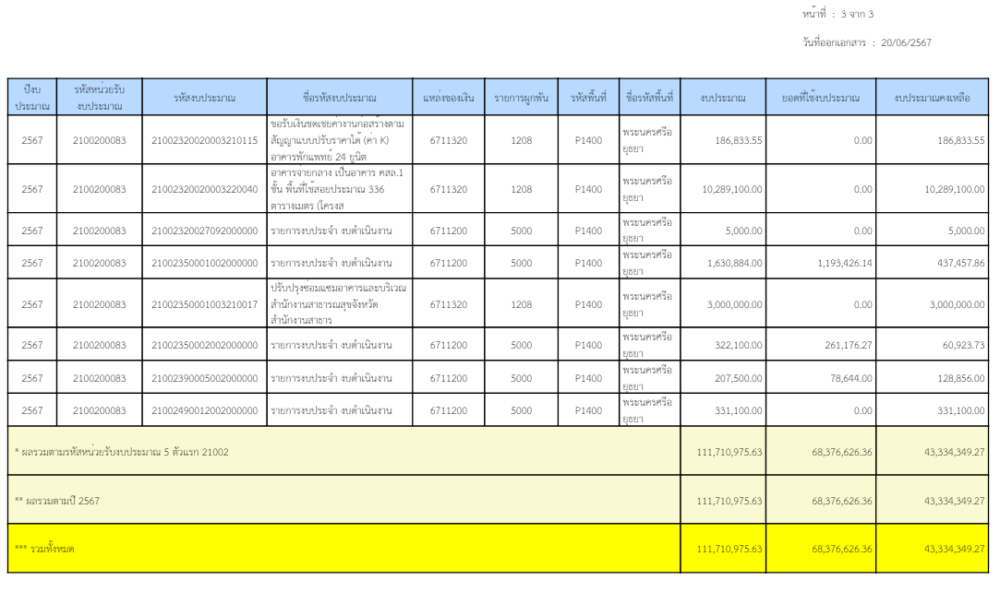 หน้าที่ : 3 จาก 3
วันที่ออกเอกสาร : 20/06/2567
ปีงบประมาณ รหัสหน่วยรับงบประมาณ รหัสงบประมาณ ชื่อรหัสงบประมาณ แหล่งของเงิน รายการผูกพัน รหัสพื้นที่ ชื่อรหัสพื้นที่ งบประมาณ ยอดที่ใช้งบประมาณ งบประมาณคงเหลือ
2567 2100200083 21002320020003210115 ขอรับเงินชดเชยค่างานก่อสร้างตามสัญญาแบบปรับราคาได้ (ค่า K) อาคารพักแพทย์ 24 ยูนิต 6711320 1208 P1400 พระนครศรีอยุธยา 186,833.55 0.00 186,833.55
2567 2100200083 21002320020003220040 อาคารจ่ายกลาง เป็นอาคาร คสล.1 ชั้น พื้นที่ใช้สอยประมาณ 336 ตารางเมตร (โครงส 6711320 1208 P1400 พระนครศรีอยุธยา 10,289,100.00 0.00 10,289,100.00
2567 2100200083 21002320027092000000 รายการงบประจำ งบดำเนินงาน 6711200 5000 P1400 พระนครศรีอยุธยา 5,000.00 0.00 5,000.00
2567 2100200083 21002350001002000000 รายการงบประจำ งบดำเนินงาน 6711200 5000 P1400 พระนครศรีอยุธยา 1,630,884.00 1,193,426.14 437,457.86
2567 2100200083 21002350001003210017 ปรับปรุงซ่อมแซมอาคารและบริเวณสำนักงานสาธารณสุขจังหวัด สำนักงานสาธาร 6711320 1208 P1400 พระนครศรีอยุธยา 3,000,000.00 0.00 3,000,000.00
2567 2100200083 21002350002002000000 รายการงบประจำ งบดำเนินงาน 6711200 5000 P1400 พระนครศรีอยุธยา 322,100.00 261,176.27 60,923.73
2567 2100200083 21002390005002000000 รายการงบประจำ งบดำเนินงาน 6711200 5000 P1400 พระนครศรีอยุธยา 207,500.00 78,644.00 128,856.00
2567 2100200083 21002490012002000000 รายการงบประจำ งบดำเนินงาน 6711200 5000 P1400 พระนครศรีอยุธยา 331,100.00 0.00 331,100.00
* ผลรวมตามรหัสหน่วยรับงบประมาณ 5 ตัวแรก 21002 111,710,975.63 68,376,626.36 43,334,349.27
** ผลรวมตามปี 2567 111,710,975.63 68,376,626.36 43,334,349.27
*** รวมทั้งหมด 111,710,975.63 68,376,626.36 43,334,349.27